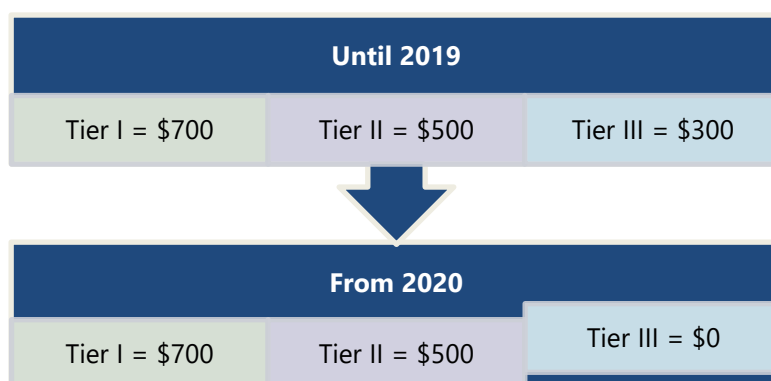 Until 2019
Tier I = $700 Tier II = $500 Tier III = $300
From 2020
Tier I = $700 Tier II = $500 Tier III = $0